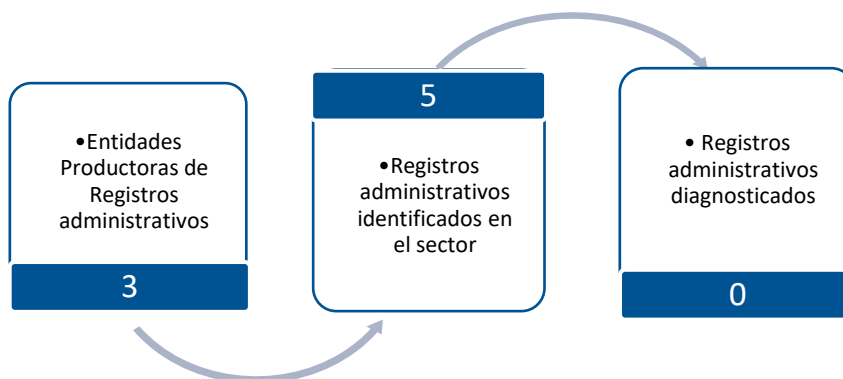 •Entidades
Productoras de
Registros
administrativos
3
5
•Registros
administrativos
identificados en
el sector
• Registros
administrativos
diagnosticados
0